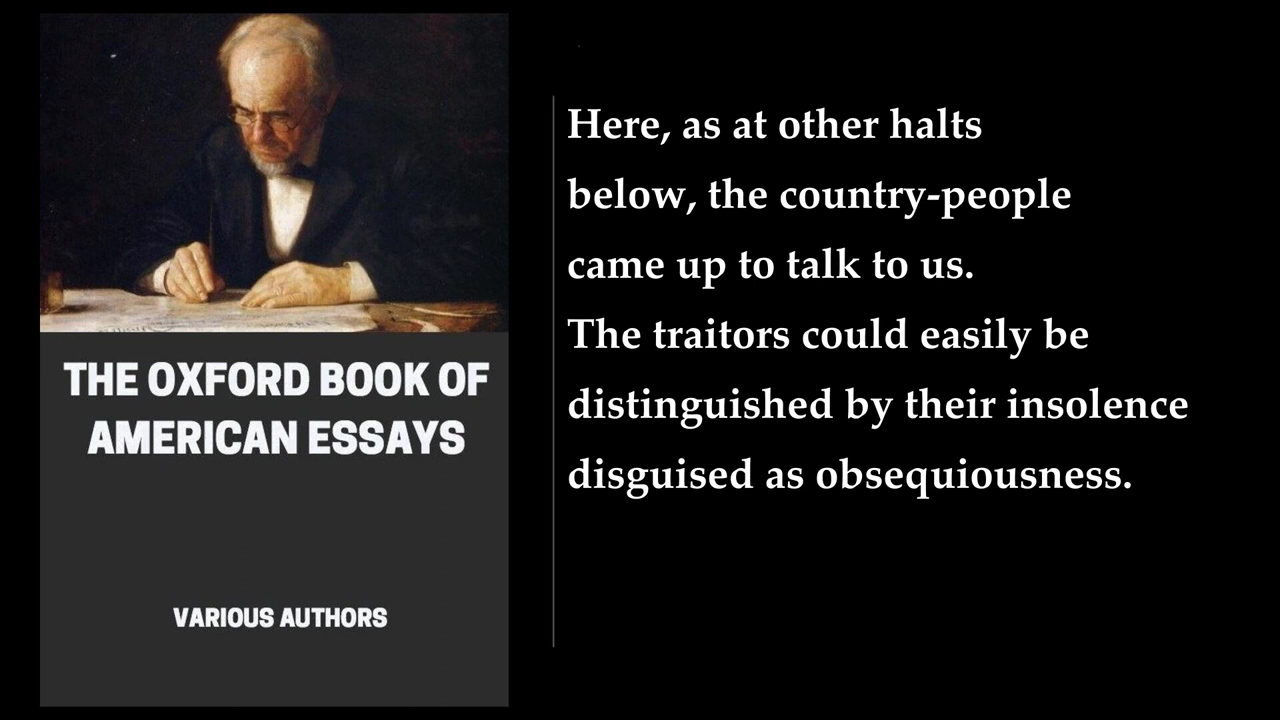 THE OXFORD BOOK OF
AMERICAN ESSAYS
VARIOUS AUTHORS
Here, as at other halts
below, the country-people
came up to talk to us.
The traitors could easily be
distinguished by their insolence
disguised as obsequiousness.